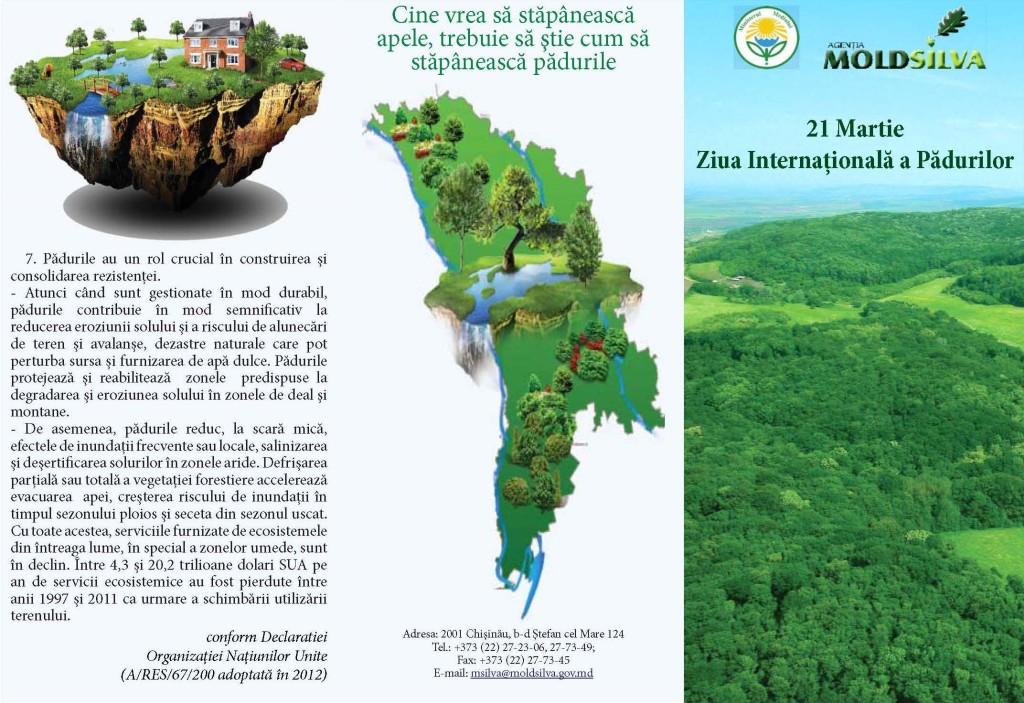 7. Pădurile au un rol crucial în construirea și
consolidarea rezistenței.
- Atunci când sunt gestionate în mod durabil,
pădurile contribuie în mod semnificativ la
reducerea eroziunii solului și a riscului de alunecări
de teren și avalanșe, dezastre naturale care pot
perturba sursa și furnizarea de apă dulce. Pădurile
protejează și reabilitează zonele predispuse la
degradarea și eroziunea solului în zonele de deal și
montane.
- De asemenea, pădurile reduc, la scară mică,
efectele de inundații frecvente sau locale, salinizarea
și deșertificarea solurilor în zonele aride. Defrișarea
parțială sau totală a vegetației forestiere accelerează
evacuarea apei, creșterea riscului de inundații în
timpul sezonului ploios și seceta din sezonul uscat.
Cu toate acestea, serviciile furnizate de ecosistemele
din întreaga lume, în special a zonelor umede, sunt
în declin. Între 4,3 și 20,2 trilioane dolari SUA pe
an de servicii ecosistemice au fost pierdute între
anii 1997 și 2011 ca urmare a schimbării utilizării
terenului.
conform Declaratiei
Organizației Națiunilor Unite
(A/RES/67/200 adoptată în 2012)
Cine vrea să stăpânească
apele, trebuie să ştie cum să
stăpânească pădurile
Adresa: 2001 Chișinău, b-d Ștefan cel Mare 124
Tel.: +373 (22) 27-23-06, 27-73-49;
Fax: +373 (22) 27-73-45
E-mail: msilva@moldsilva.gov.md
Ministerul Mediului
AGENȚIA
MOLDSILVA
21 Martie
Ziua Internațională a Pădurilor